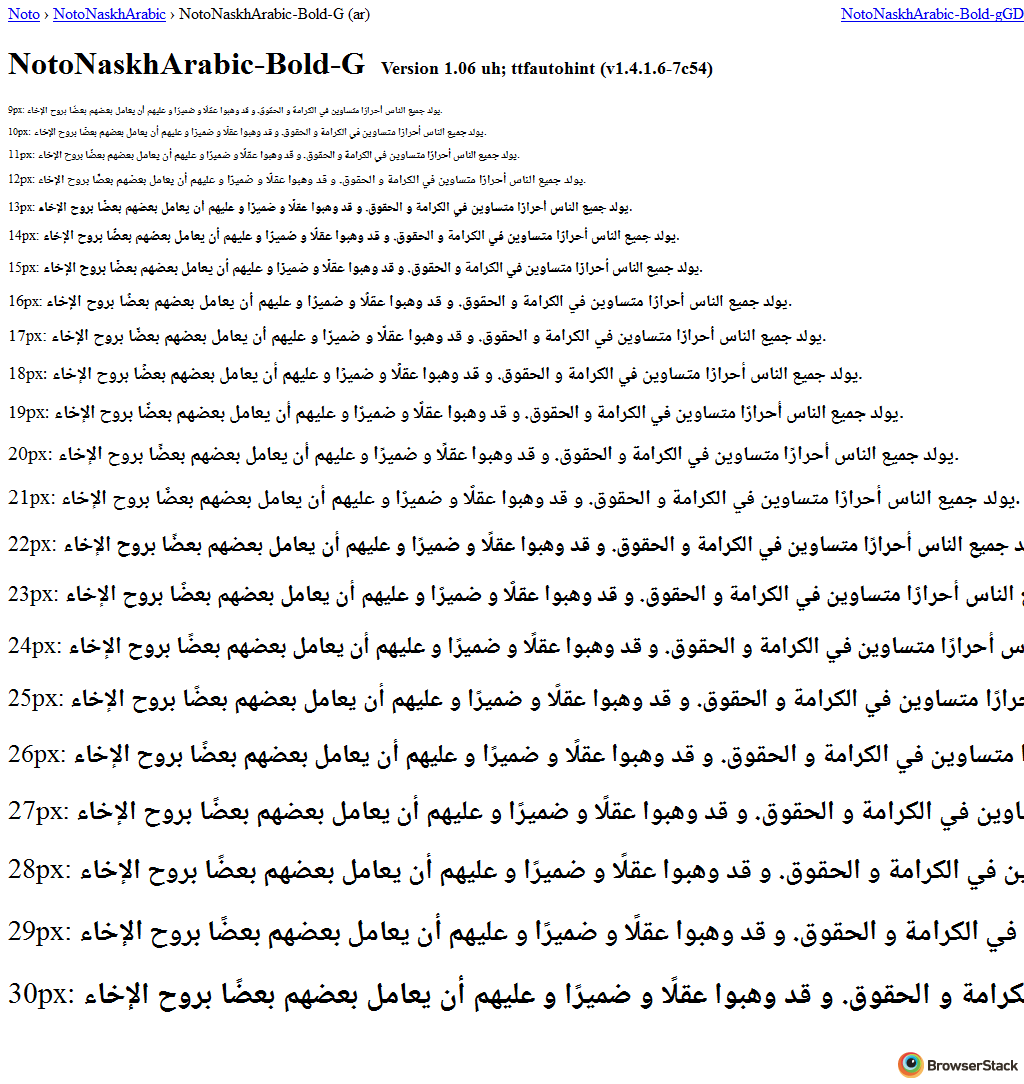 Noto › NotoNaskhArabic › NotoNaskhArabic-Bold-G (ar) NotoNaskhArabic-Bold-gGD
NotoNaskhArabic-Bold-G Version 1.06 uh; ttfautohint (v1.4.1.6-7c54)
9px: يولد جميع الناس أحرارًا متساوين في الكرامة و الحقوق. و قد وهبوا عقلًا و ضميرًا و عليهم أن يعامل بعضهم بعضًا بروح الإخاء.
10px: يولد جميع الناس أحرارًا متساوين في الكرامة و الحقوق. و قد وهبوا عقلًا و ضميرًا و عليهم أن يعامل بعضهم بعضًا بروح الإخاء.
11px: يولد جميع الناس أحرارًا متساوين في الكرامة و الحقوق. و قد وهبوا عقلًا و ضميرًا و عليهم أن يعامل بعضهم بعضًا بروح الإخاء.
12px: يولد جميع الناس أحرارًا متساوين في الكرامة و الحقوق. و قد وهبوا عقلًا و ضميرًا و عليهم أن يعامل بعضهم بعضًا بروح الإخاء.
13px: يولد جميع الناس أحرارًا متساوين في الكرامة و الحقوق. و قد وهبوا عقلًا و ضميرًا و عليهم أن يعامل بعضهم بعضًا بروح الإخاء.
14px: يولد جميع الناس أحرارًا متساوين في الكرامة و الحقوق. و قد وهبوا عقلًا و ضميرًا و عليهم أن يعامل بعضهم بعضًا بروح الإخاء.
15px: يولد جميع الناس أحرارًا متساوين في الكرامة و الحقوق. و قد وهبوا عقلًا و ضميرًا و عليهم أن يعامل بعضهم بعضًا بروح الإخاء.
16px: يولد جميع الناس أحرارًا متساوين في الكرامة و الحقوق. و قد وهبوا عقلًا و ضميرًا و عليهم أن يعامل بعضهم بعضًا بروح الإخاء.
17px: يولد جميع الناس أحرارًا متساوين في الكرامة و الحقوق. و قد وهبوا عقلًا و ضميرًا و عليهم أن يعامل بعضهم بعضًا بروح الإخاء.
18px: يولد جميع الناس أحرارًا متساوين في الكرامة و الحقوق. و قد وهبوا عقلًا و ضميرًا و عليهم أن يعامل بعضهم بعضًا بروح الإخاء.
19px: يولد جميع الناس أحرارًا متساوين في الكرامة و الحقوق. و قد وهبوا عقلًا و ضميرًا و عليهم أن يعامل بعضهم بعضًا بروح الإخاء.
20px: يولد جميع الناس أحرارًا متساوين في الكرامة و الحقوق. و قد وهبوا عقلًا و ضميرًا و عليهم أن يعامل بعضهم بعضًا بروح الإخاء.
21px: يولد جميع الناس أحرارًا متساوين في الكرامة و الحقوق. و قد وهبوا عقلًا و ضميرًا و عليهم أن يعامل بعضهم بعضًا بروح الإخاء.
22px: جميع الناس أحرارًا متساوين في الكرامة و الحقوق. و قد وهبوا عقلًا و ضميرًا و عليهم أن يعامل بعضهم بعضًا بروح الإخاء
23px: الناس أحرارًا متساوين في الكرامة و الحقوق. و قد وهبوا عقلًا و ضميرًا و عليهم أن يعامل بعضهم بعضًا بروح الإخاء
24px: أحرارًا متساوين في الكرامة و الحقوق. و قد وهبوا عقلًا و ضميرًا و عليهم أن يعامل بعضهم بعضًا بروح الإخاء
25px: متساوين في الكرامة و الحقوق. و قد وهبوا عقلًا و ضميرًا و عليهم أن يعامل بعضهم بعضًا بروح الإخاء
26px: متساوين في الكرامة و الحقوق. و قد وهبوا عقلًا و ضميرًا و عليهم أن يعامل بعضهم بعضًا بروح الإخاء
27px: في الكرامة و الحقوق. و قد وهبوا عقلًا و ضميرًا و عليهم أن يعامل بعضهم بعضًا بروح الإخاء
28px: في الكرامة و الحقوق. و قد وهبوا عقلًا و ضميرًا و عليهم أن يعامل بعضهم بعضًا بروح الإخاء
29px: في الكرامة و الحقوق. و قد وهبوا عقلًا و ضميرًا و عليهم أن يعامل بعضهم بعضًا بروح الإخاء
30px: كرامة و الحقوق. و قد وهبوا عقلًا و ضميرًا و عليهم أن يعامل بعضهم بعضًا بروح الإخاء
BrowserStack